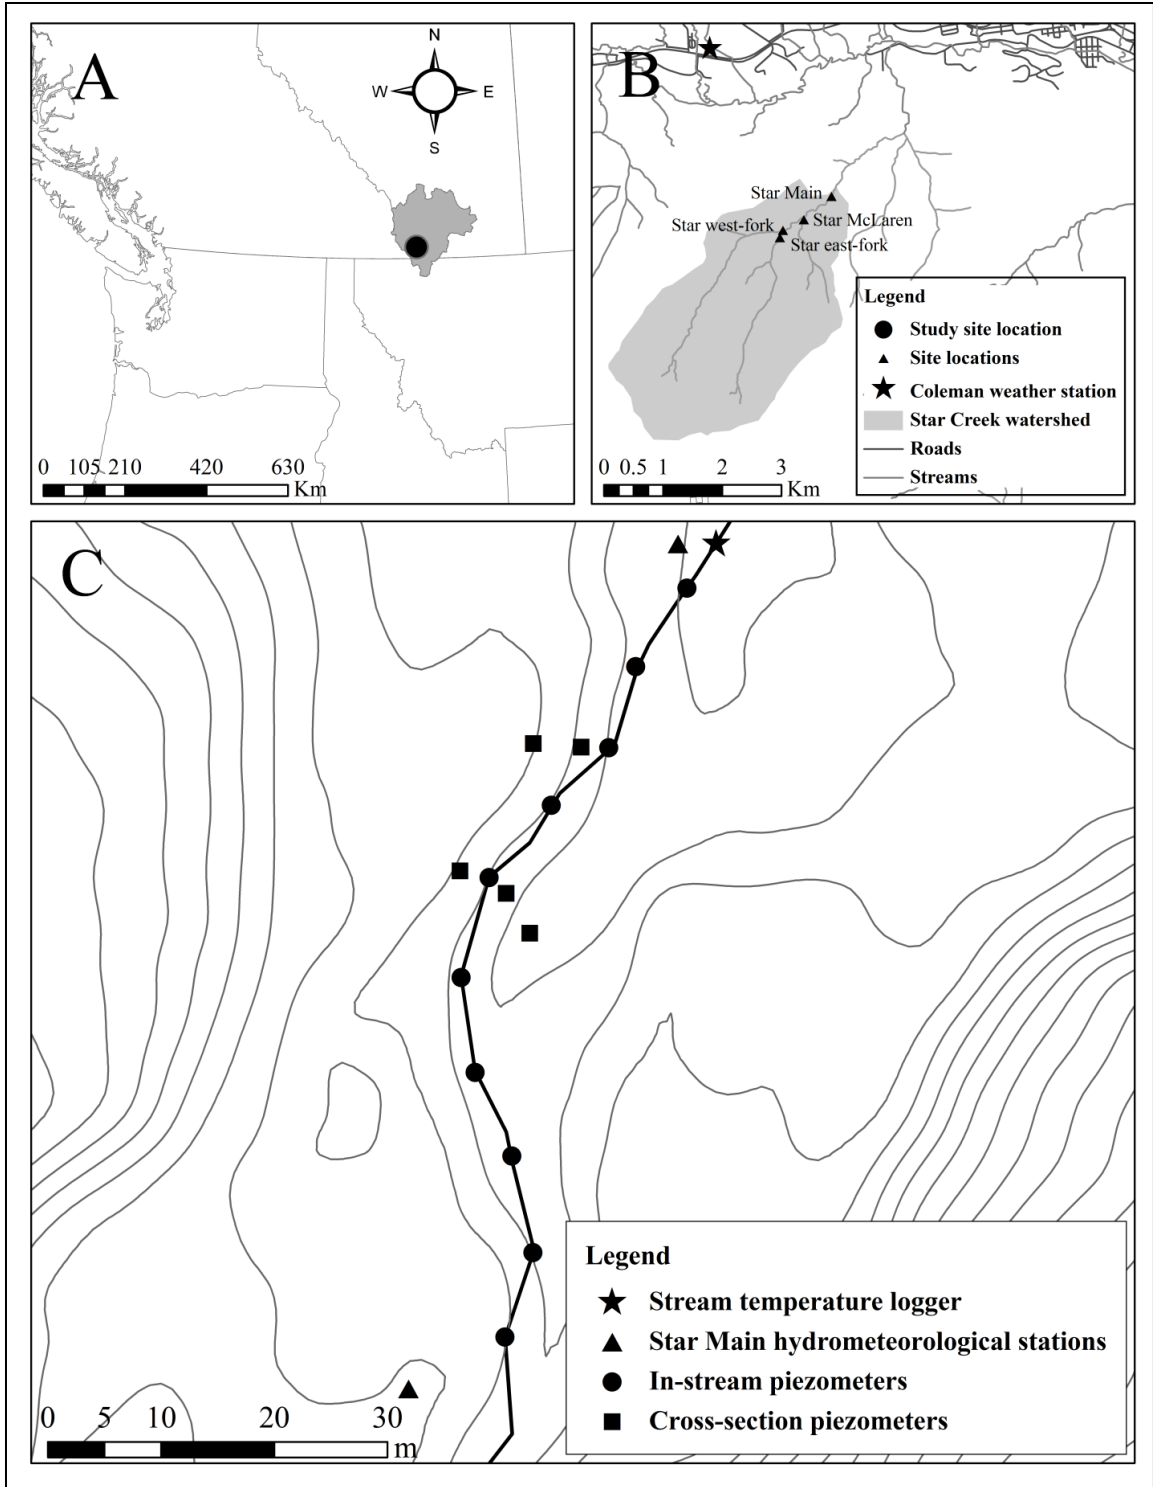 A
N
W E
S
0 105 210 420 630
Km
B
Star Main
Star McLaren
Star west-fork
Star east-fork
Legend
Study site location
Site locations
Coleman weather station
Star Creek watershed
Roads
Streams
0 0.5 1 2 3
Km
C
Legend
Stream temperature logger
Star Main hydrometeorological stations
In-stream piezometers
Cross-section piezometers
0 5 10 20 30
m